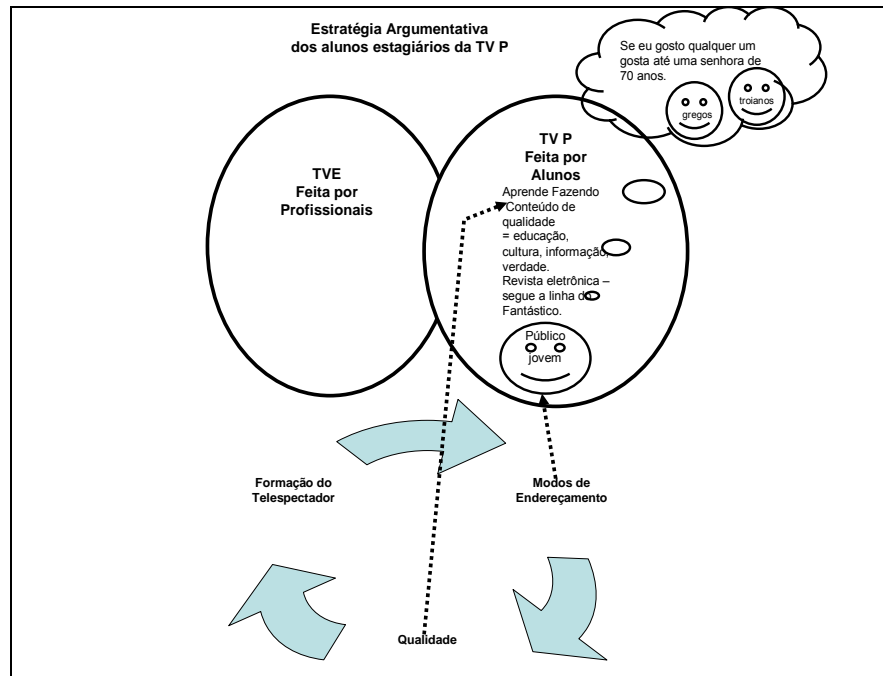 Estratégia Argumentativa
dos alunos estagiários da TV P
Se eu gosto qualquer um
gosta até uma senhora de
70 anos.
gregos
troianos
TVE
Feita por
Profissionais
TV P
Feita por
Alunos
Aprende Fazendo
Conteúdo de
qualidade
= educação,
cultura, informação,
verdade.
Revista eletrônica –
segue a linha do
Fantástico.
Público
jovem
Formação do
Telespectador
Modos de
Endereçamento
Qualidade